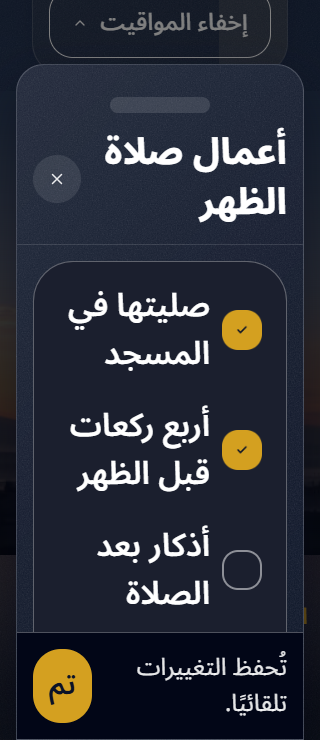 إخفاء المواقيت
أعمال صلاة
الظهر
صليتها في
المسجد
أربع ركعات
قبل الظهر
أذكار بعد
الصلاة
تُحفظ التغييرات
تلقائيًا.
تم